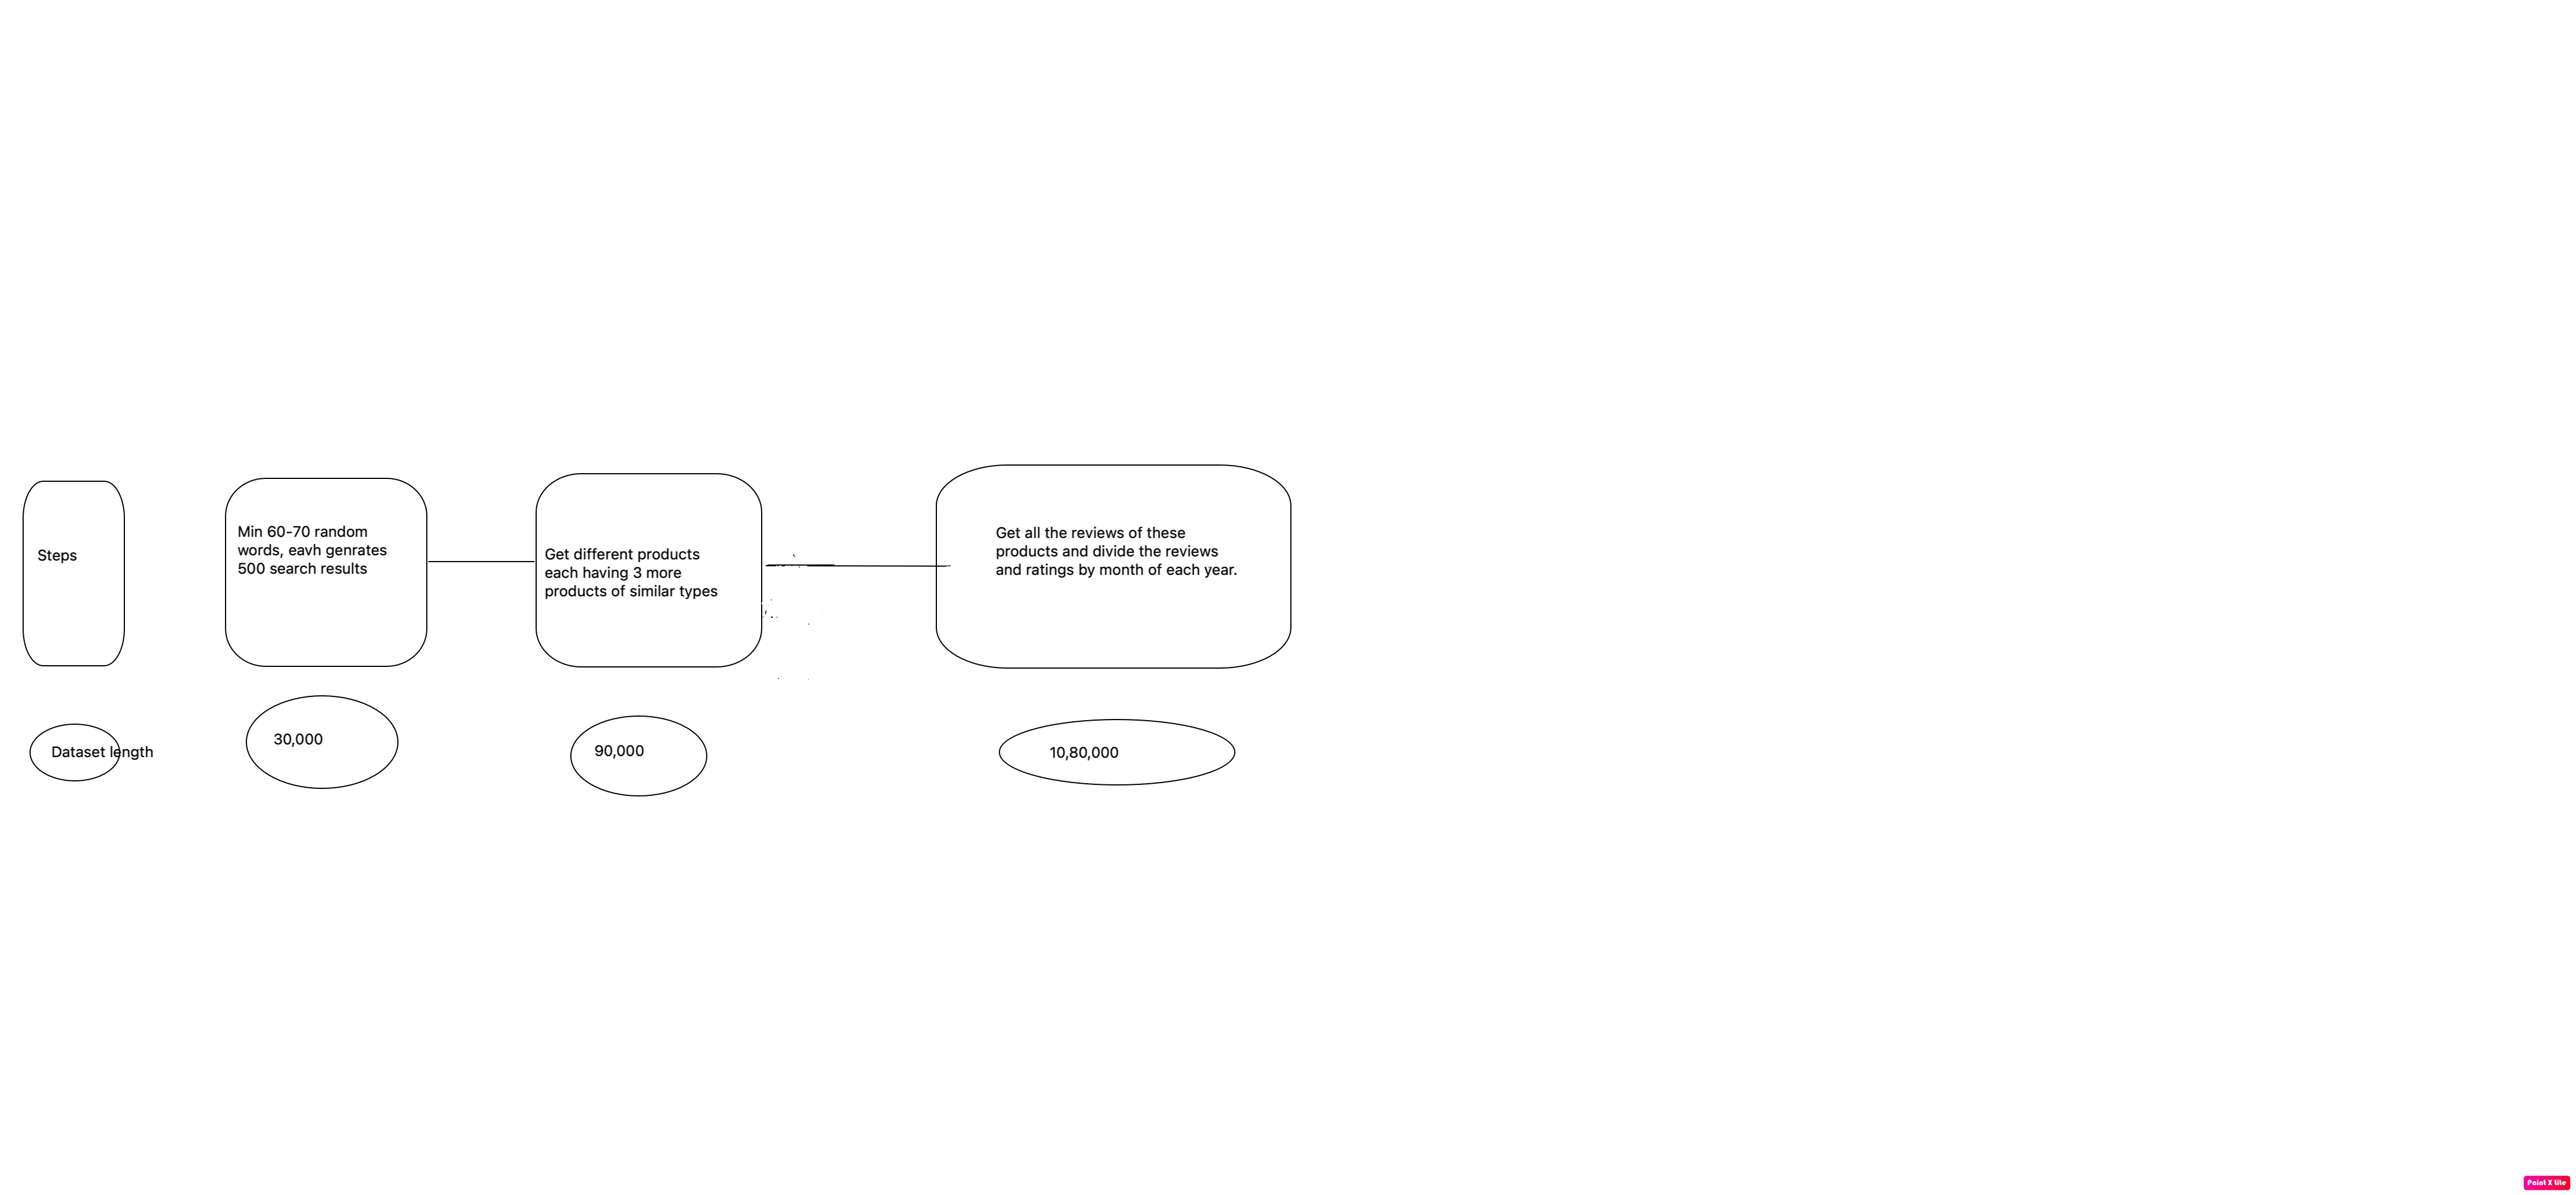 Steps
Min 60-70 random
words, eavh genrates
500 search results
Get different products
each having 3 more
products of similar types
Get all the reviews of these
products and divide the reviews
and ratings by month of each year.
Dataset length
30,000
90,000
10,80,000
Paint X Lite